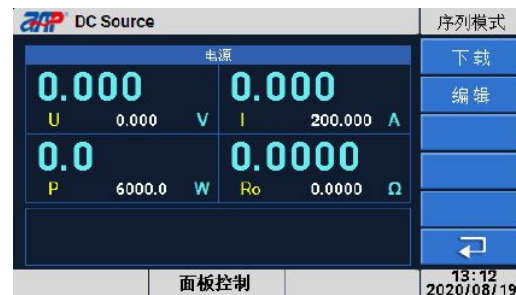 AAP DC Source
序列模式
电源
下载
0.000
0.000
编辑
U 0.000 V
I 200.000 A
0.0
0.0000
P 6000.0 W
Ro 0.0000 Ω
面板控制
13:12
2020/08/19